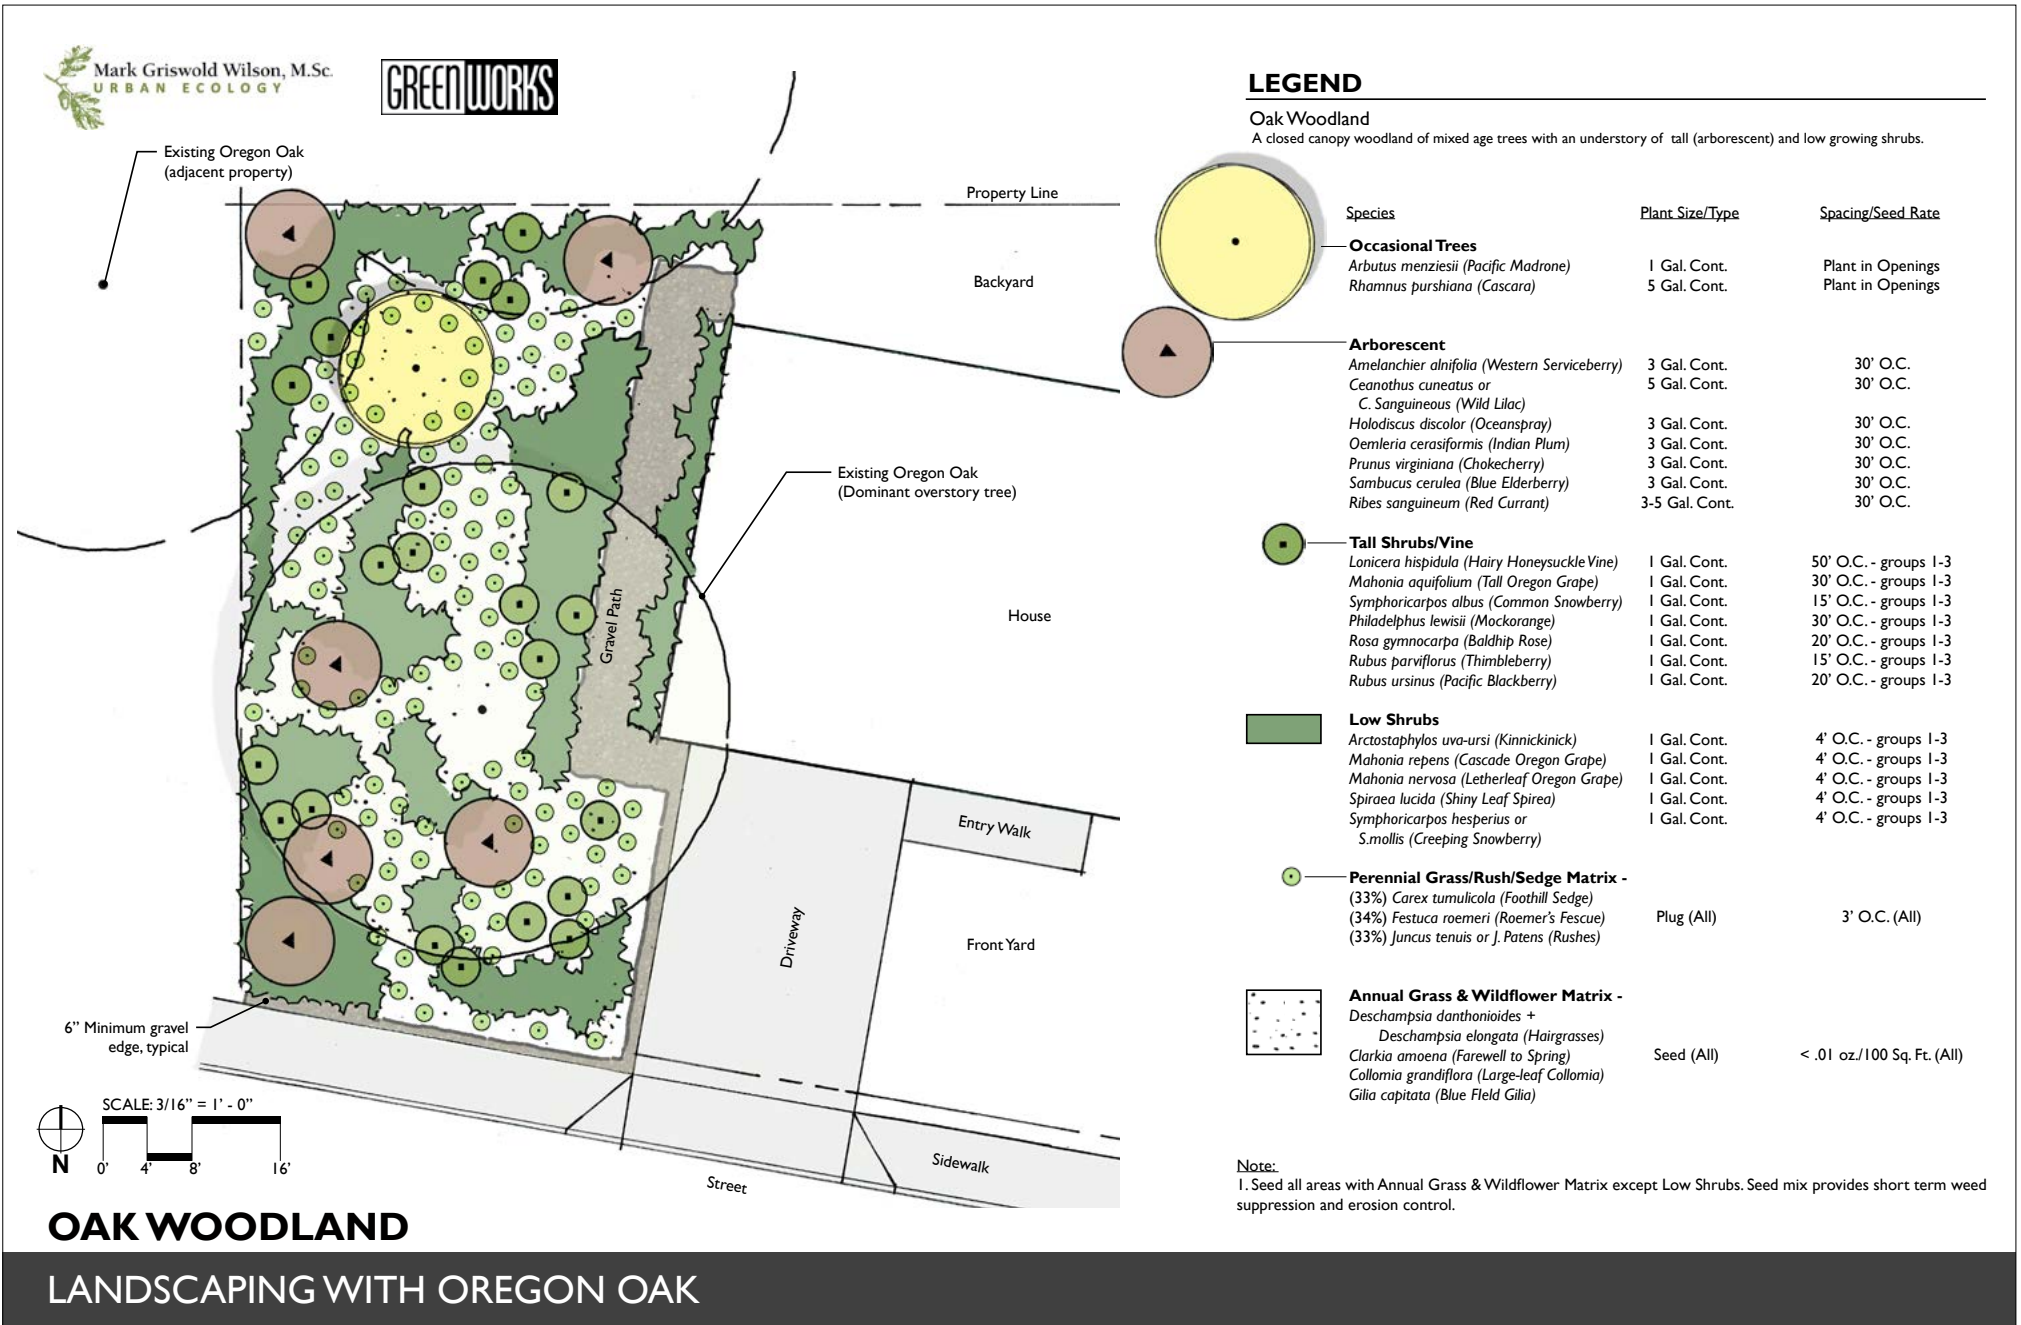 Mark Griswold Wilson, M.Sc.
URBAN ECOLOGY
GREENWORKS
Existing Oregon Oak
(adjacent property)
Property Line
Backyard
Existing Oregon Oak
(Dominant overstory tree)
Gravel Path
House
Entry Walk
Driveway
Front Yard
6” Minimum gravel
edge, typical
Sidewalk
Street
SCALE: 3/16” = 1’ - 0”
N
0’ 4’ 8’ 16’
OAK WOODLAND
LANDSCAPING WITH OREGON OAK
LEGEND
Oak Woodland
A closed canopy woodland of mixed age trees with an understory of tall (arborescent) and low growing shrubs.
Species Plant Size/Type Spacing/Seed Rate
Occasional Trees
Arbutus menziesii (Pacific Madrone) 1 Gal. Cont. Plant in Openings
Rhamnus purshiana (Cascara) 5 Gal. Cont. Plant in Openings
Arborescent
Amelanchier alnifolia (Western Serviceberry) 3 Gal. Cont. 30’ O.C.
Ceanothus cuneatus or 5 Gal. Cont. 30’ O.C.
C. Sanguineous (Wild Lilac)
Holodiscus discolor (Oceanspray) 3 Gal. Cont. 30’ O.C.
Oemleria cerasiformis (Indian Plum) 3 Gal. Cont. 30’ O.C.
Prunus virginiana (Chokecherry) 3 Gal. Cont. 30’ O.C.
Sambucus cerulea (Blue Elderberry) 3 Gal. Cont. 30’ O.C.
Ribes sanguineum (Red Currant) 3-5 Gal. Cont. 30’ O.C.
Tall Shrubs/Vine
Lonicera hispidula (Hairy Honeysuckle Vine) 1 Gal. Cont. 50’ O.C. - groups 1-3
Mahonia aquifolium (Tall Oregon Grape) 1 Gal. Cont. 30’ O.C. - groups 1-3
Symphoricarpos albus (Common Snowberry) 1 Gal. Cont. 15’ O.C. - groups 1-3
Philadelphus lewisii (Mockorange) 1 Gal. Cont. 30’ O.C. - groups 1-3
Rosa gymnocarpa (Baldhip Rose) 1 Gal. Cont. 20’ O.C. - groups 1-3
Rubus parviflorus (Thimbleberry) 1 Gal. Cont. 15’ O.C. - groups 1-3
Rubus ursinus (Pacific Blackberry) 1 Gal. Cont. 20’ O.C. - groups 1-3
Low Shrubs
Arctostaphylos uva-ursi (Kinnickinick) 1 Gal. Cont. 4’ O.C. - groups 1-3
Mahonia repens (Cascade Oregon Grape) 1 Gal. Cont. 4’ O.C. - groups 1-3
Mahonia nervosa (Letherleaf Oregon Grape) 1 Gal. Cont. 4’ O.C. - groups 1-3
Spiraea lucida (Shiny Leaf Spirea) 1 Gal. Cont. 4’ O.C. - groups 1-3
Symphoricarpos hesperius or 1 Gal. Cont. 4’ O.C. - groups 1-3
S.mollis (Creeping Snowberry)
Perennial Grass/Rush/Sedge Matrix -
(33%) Carex tumulicola (Foothill Sedge)
(34%) Festuca roemeri (Roemer’s Fescue) Plug (All) 3’ O.C. (All)
(33%) Juncus tenuis or J. Patens (Rushes)
Annual Grass & Wildflower Matrix -
Deschampsia danthonioides +
Deschampsia elongata (Hairgrasses)
Clarkia amoena (Farewell to Spring) Seed (All) < .01 oz./100 Sq. Ft. (All)
Collomia grandiflora (Large-leaf Collomia)
Gilia capitata (Blue FIeld Gilia)
Note:
1. Seed all areas with Annual Grass & Wildflower Matrix except Low Shrubs. Seed mix provides short term weed
suppression and erosion control.